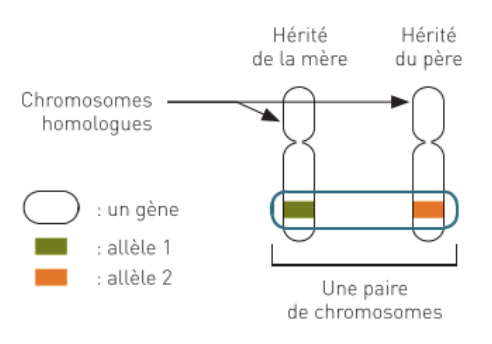 Hérité
de la mère
Hérité
du père
Chromosomes
homologues
: un gène
: allèle 1
: allèle 2
Une paire
de chromosomes